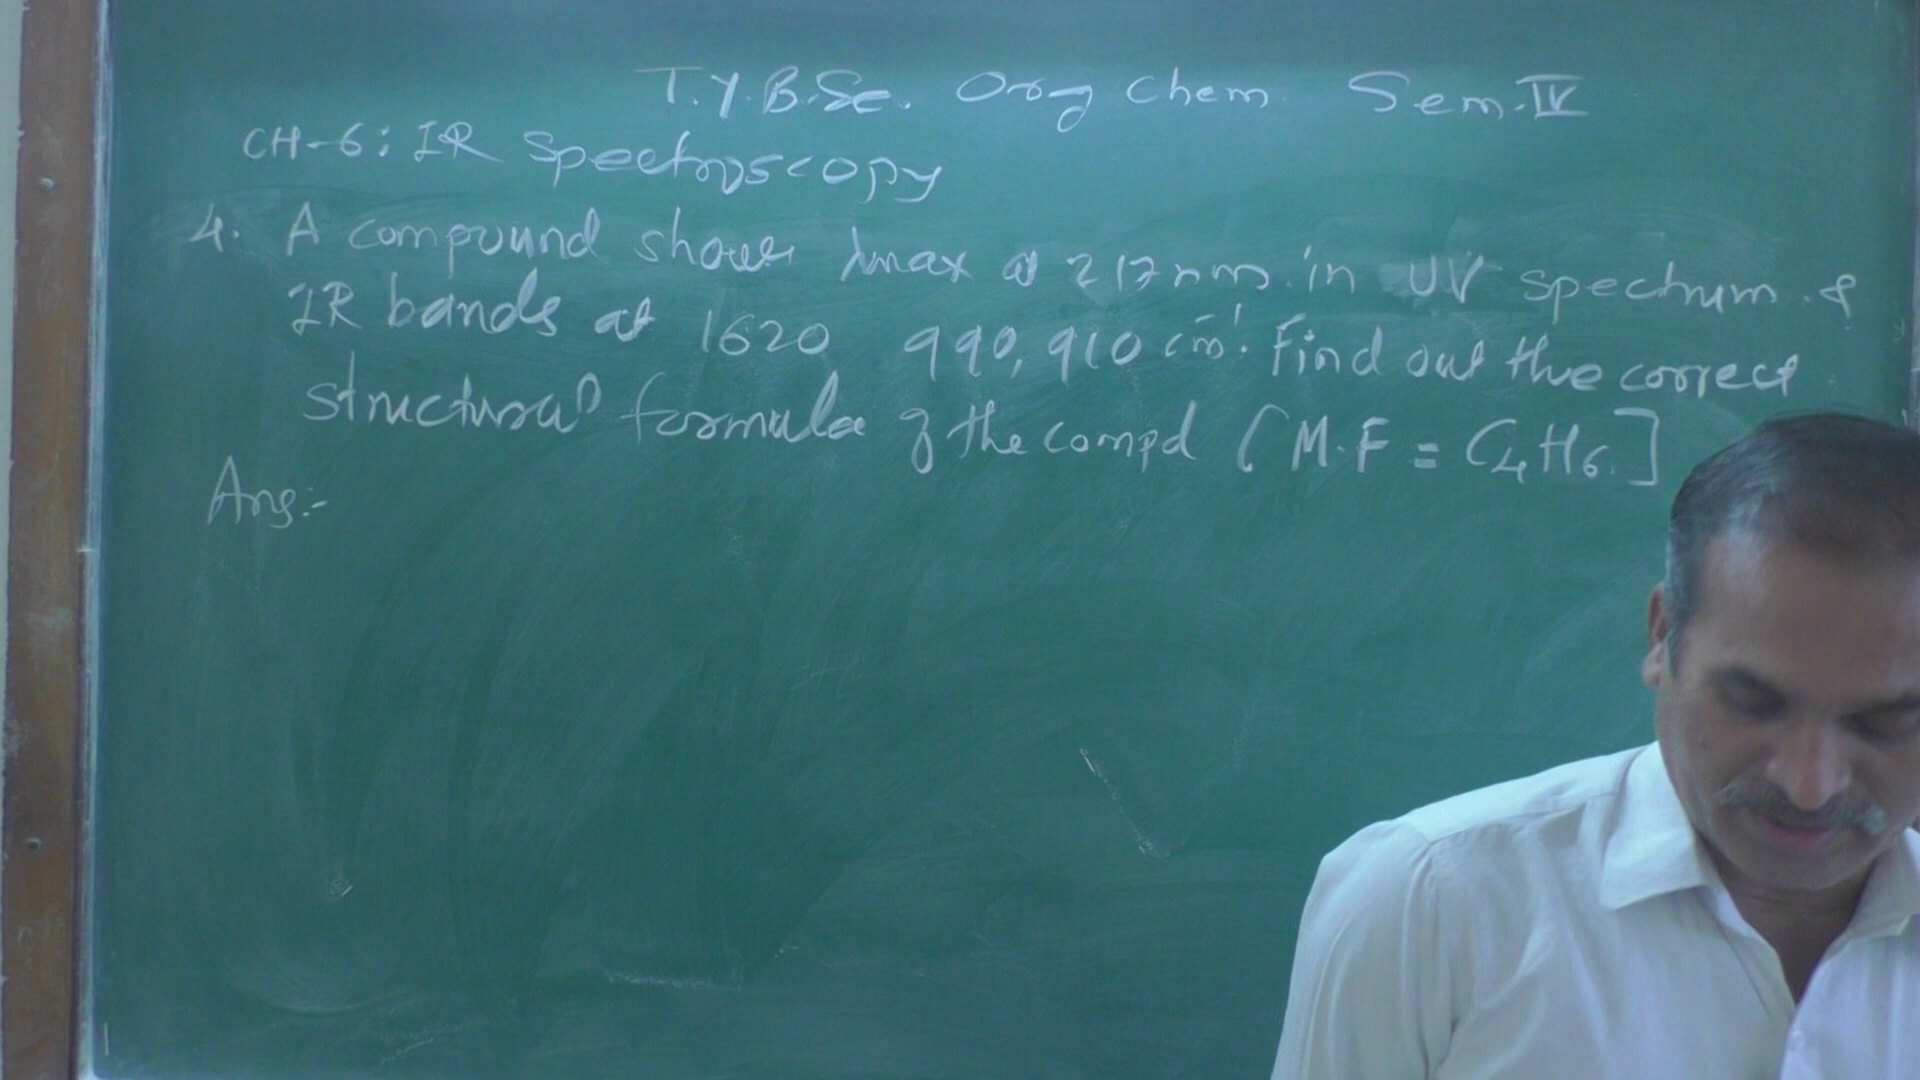 T.Y.B.Sc. Org Chem Sem. IV
CH-6: IR Spectroscopy
4. A compound shows λmax at 217nm in UV spectrum &
IR bands at 1620 990, 910 cm⁻¹. Find out the correct
structural formula of the compd [M.F = C₄H₆.]
Ans:-